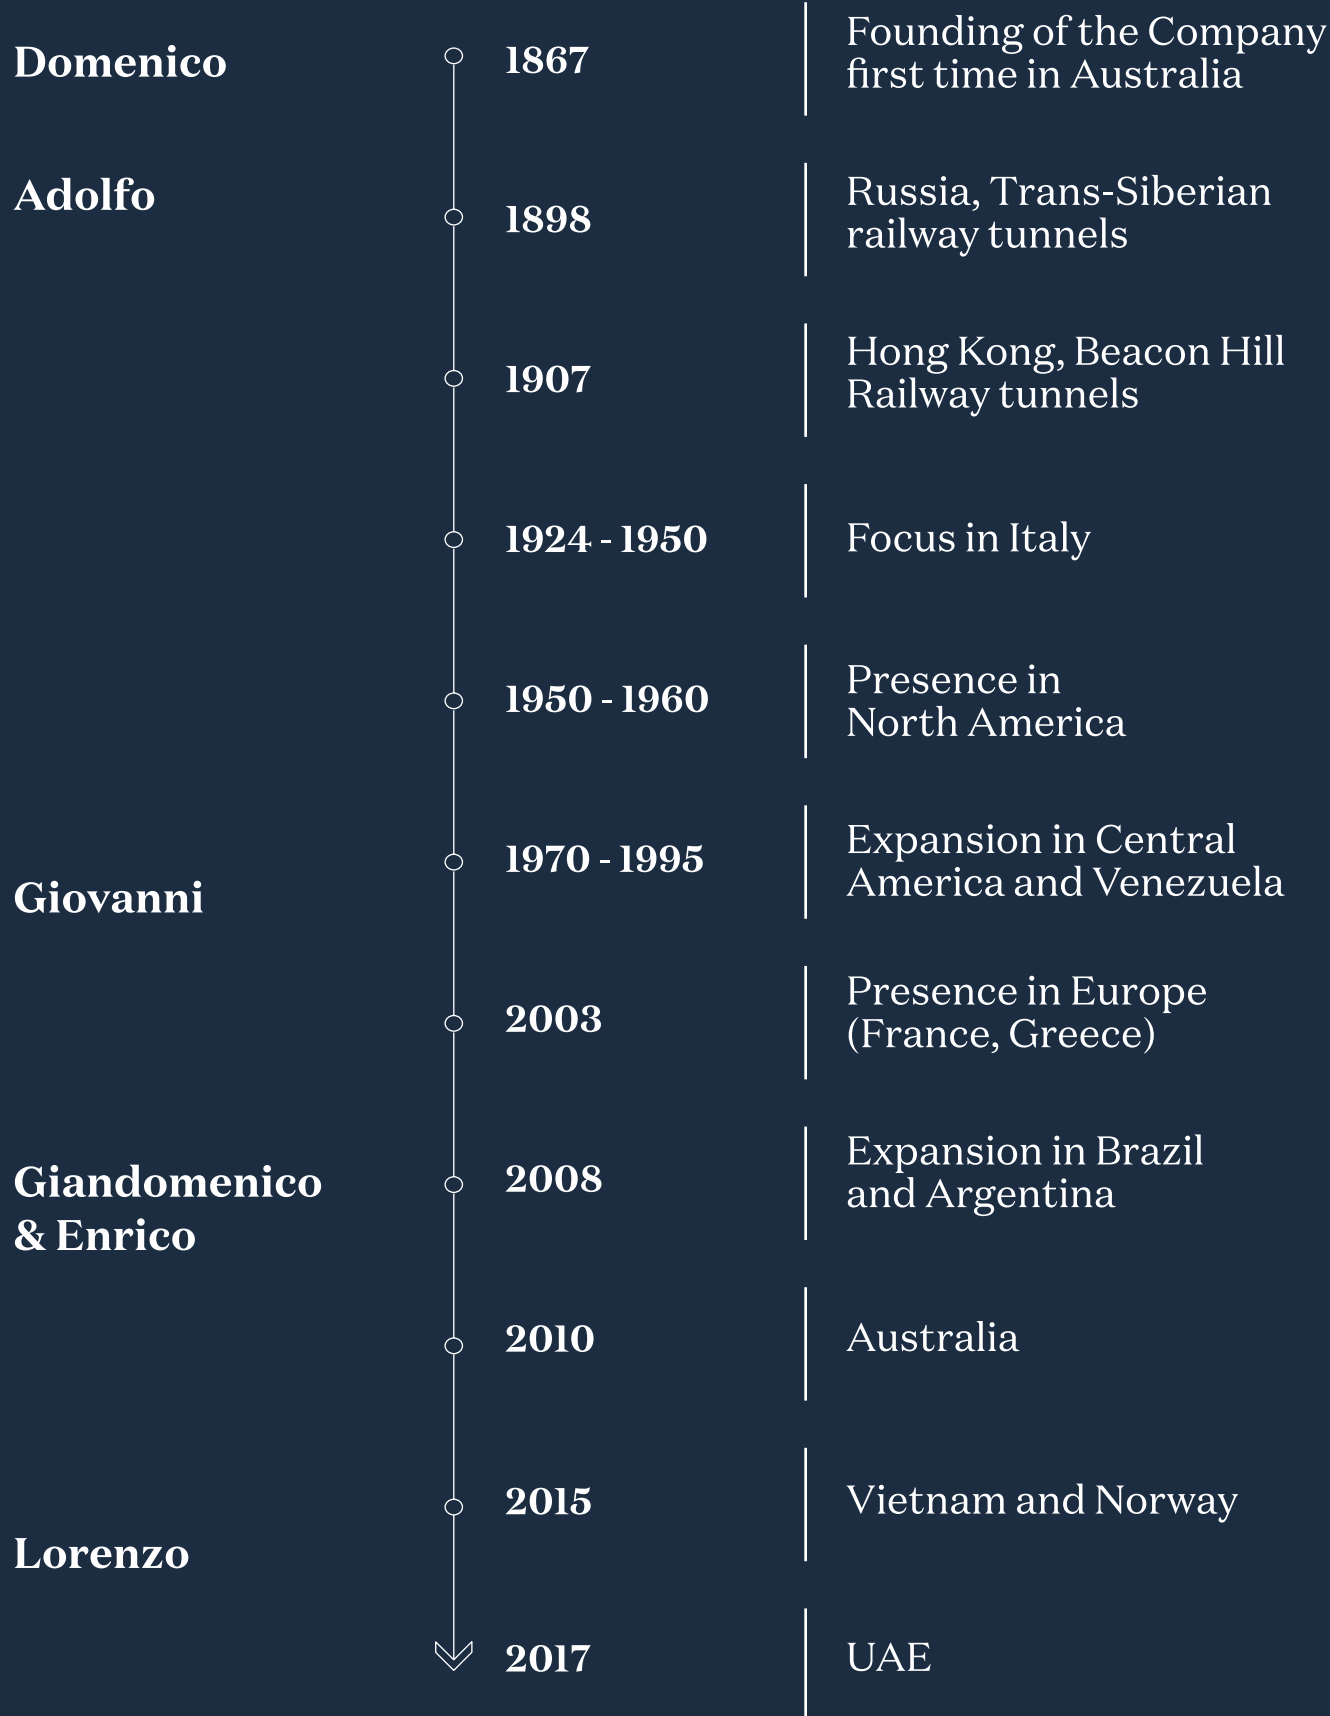 Domenico
1867
Founding of the Company
first time in Australia
Adolfo
1898
Russia, Trans-Siberian
railway tunnels
1907
Hong Kong, Beacon Hill
Railway tunnels
1924 - 1950
Focus in Italy
1950 - 1960
Presence in
North America
Giovanni
1970 - 1995
Expansion in Central
America and Venezuela
2003
Presence in Europe
(France, Greece)
Giandomenico
& Enrico
2008
Expansion in Brazil
and Argentina
2010
Australia
2015
Vietnam and Norway
Lorenzo
2017
UAE